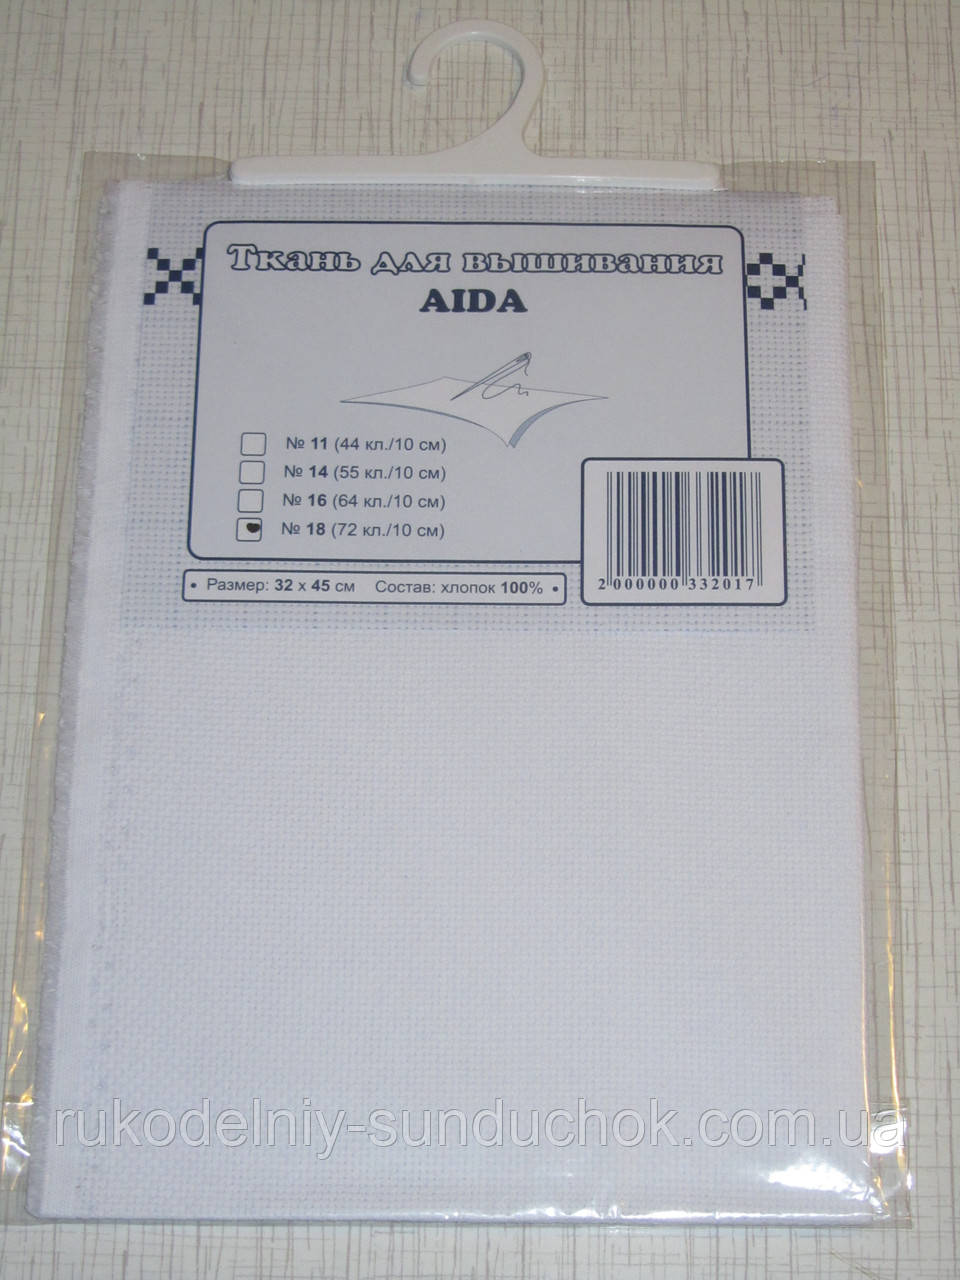 Ткань для вышивания
AIDA
№ 11 (44 кл./10 см)
№ 14 (55 кл./10 см)
№ 16 (64 кл./10 см)
№ 18 (72 кл./10 см)
• Размер: 32 x 45 см Состав: хлопок 100% •
2 000000 332017
rukodelniy-sunduchok.com.ua